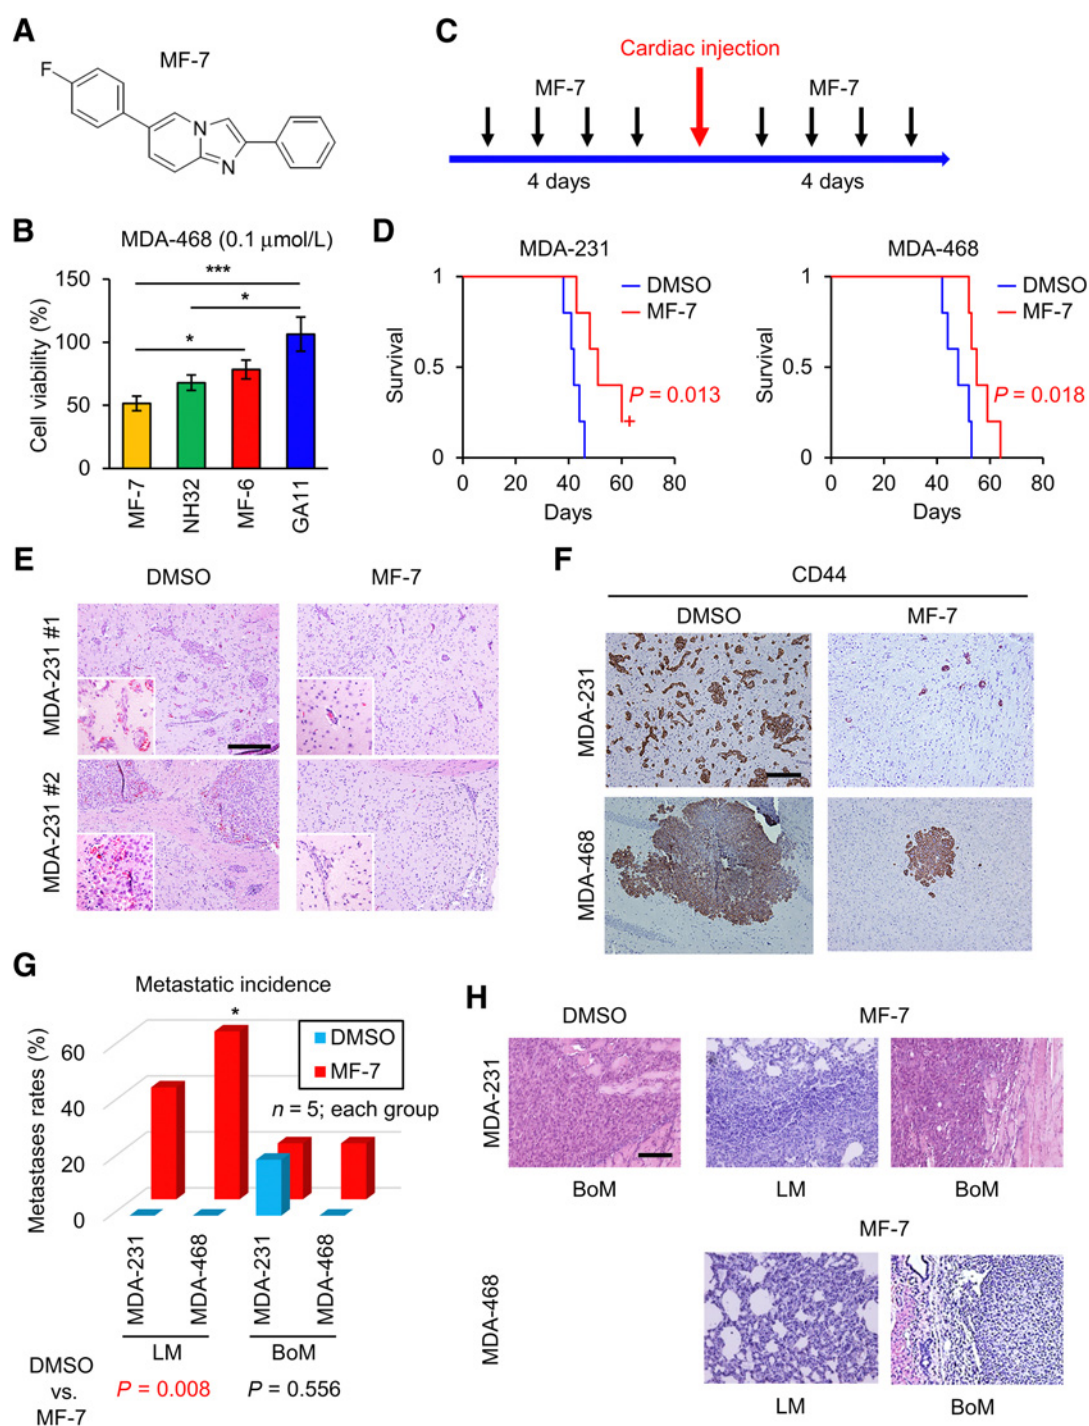 A
MF-7
F
N
N
B
MDA-468 (0.1 μmol/L)
Cell viability (%)
150
100
50
0
***
*
*
MF-7
NH32
MF-6
GA11
C
Cardiac injection
MF-7
MF-7
4 days
4 days
D
MDA-231
Survival
1
0.5
0
DMSO
MF-7
P = 0.013
0 20 40 60 80
Days
MDA-468
Survival
1
0.5
0
DMSO
MF-7
P = 0.018
0 20 40 60 80
Days
E
DMSO
MF-7
MDA-231 #1
MDA-231 #2
F
CD44
DMSO
MF-7
MDA-231
MDA-468
G
Metastatic incidence
Metastases rates (%)
60
40
20
0
*
DMSO
MF-7
n = 5; each group
MDA-231
MDA-468
MDA-231
MDA-468
LM
BoM
DMSO
vs.
MF-7
P = 0.008
P = 0.556
H
DMSO
MF-7
MDA-231
BoM
LM
BoM
MF-7
MDA-468
LM
BoM